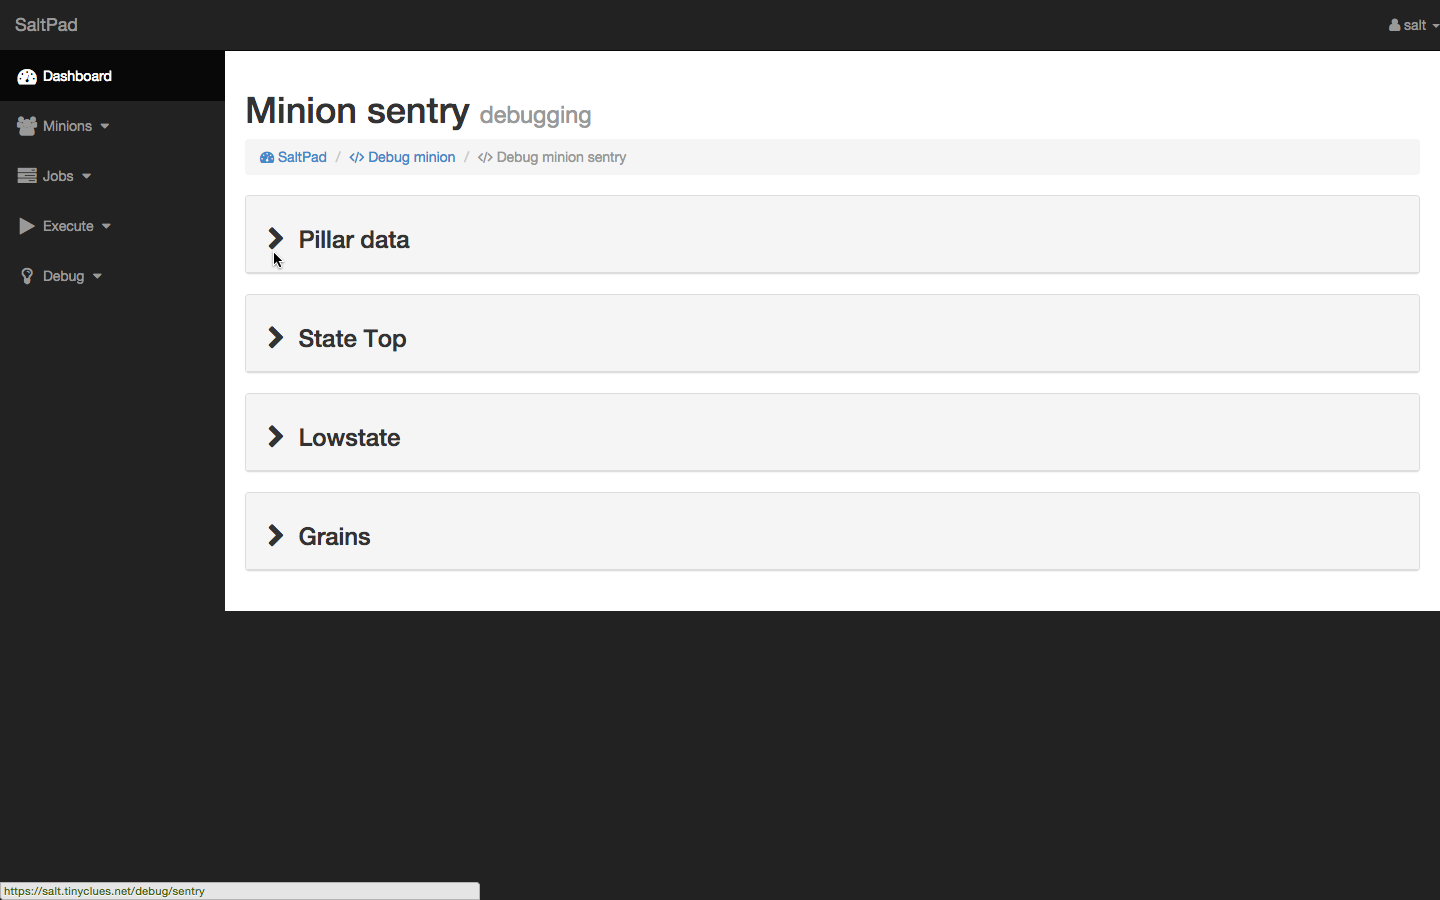 SaltPad
salt
Dashboard
Minions
Jobs
Execute
Debug
Minion sentry debugging
SaltPad / </> Debug minion / </> Debug minion sentry
Pillar data
State Top
Lowstate
Grains
https://salt.tinyclues.net/debug/sentry